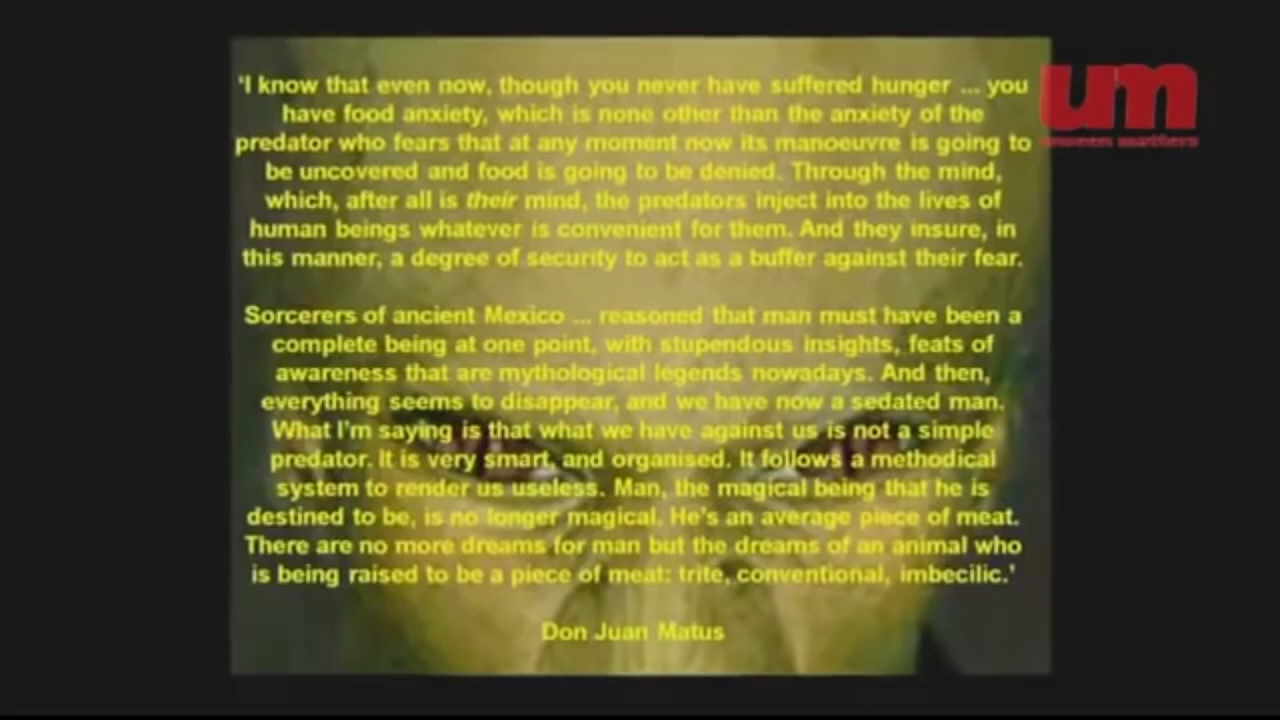 'I know that even now, though you never have suffered hunger ... you
have food anxiety, which is none other than the anxiety of the
predator who fears that at any moment now its manoeuvre is going to
be uncovered and food is going to be denied. Through the mind,
which, after all is their mind, the predators inject into the lives of
human beings whatever is convenient for them. And they insure, in
this manner, a degree of security to act as a buffer against their fear.
Sorcerers of ancient Mexico ... reasoned that man must have been a
complete being at one point, with stupendous insights, feats of
awareness that are mythological legends nowadays. And then,
everything seems to disappear, and we have now a sedated man.
What I'm saying is that what we have against us is not a simple
predator. It is very smart, and organised. It follows a methodical
system to render us useless. Man, the magical being that he is
destined to be, is no longer magical. He's an average piece of meat.
There are no more dreams for man but the dreams of an animal who
is being raised to be a piece of meat: trite, conventional, imbecilic.'
Don Juan Matus
um